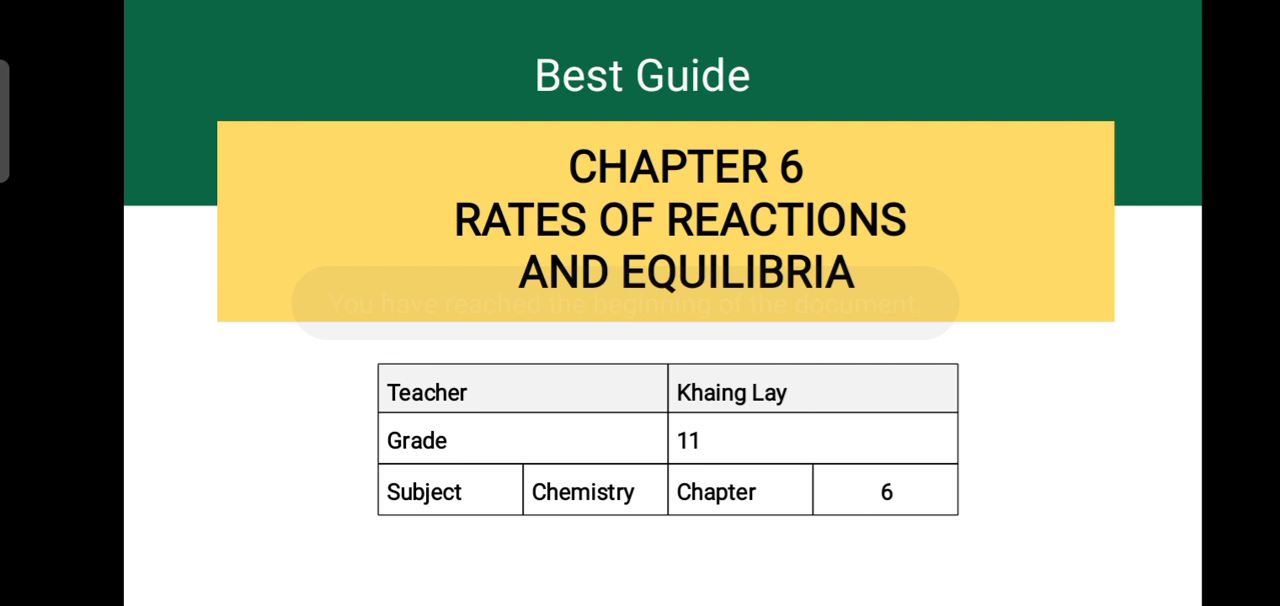 Best Guide
CHAPTER 6
RATES OF REACTIONS
AND EQUILIBRIA
You have reached the beginning of the document.
Teacher Khaing Lay
Grade 11
Subject Chemistry Chapter 6